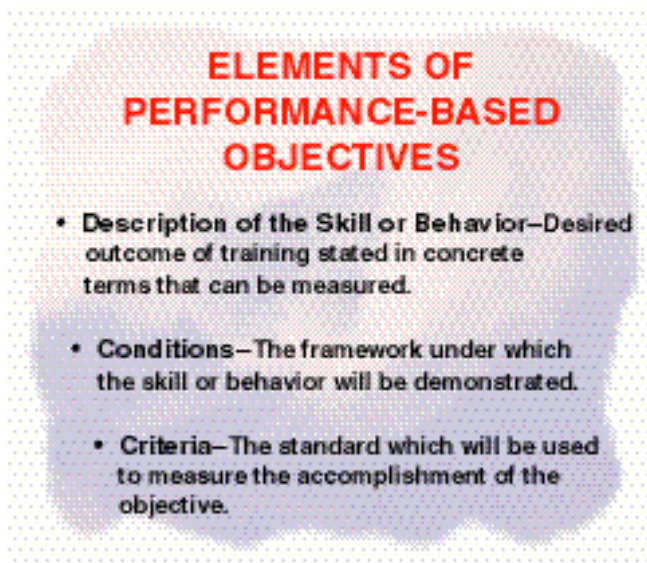 ELEMENTS OF
PERFORMANCE-BASED
OBJECTIVES
• Description of the Skill or Behavior—Desired
outcome of training stated in concrete
terms that can be measured.
• Conditions—The framework under which
the skill or behavior will be demonstrated.
• Criteria—The standard which will be used
to measure the accomplishment of the
objective.